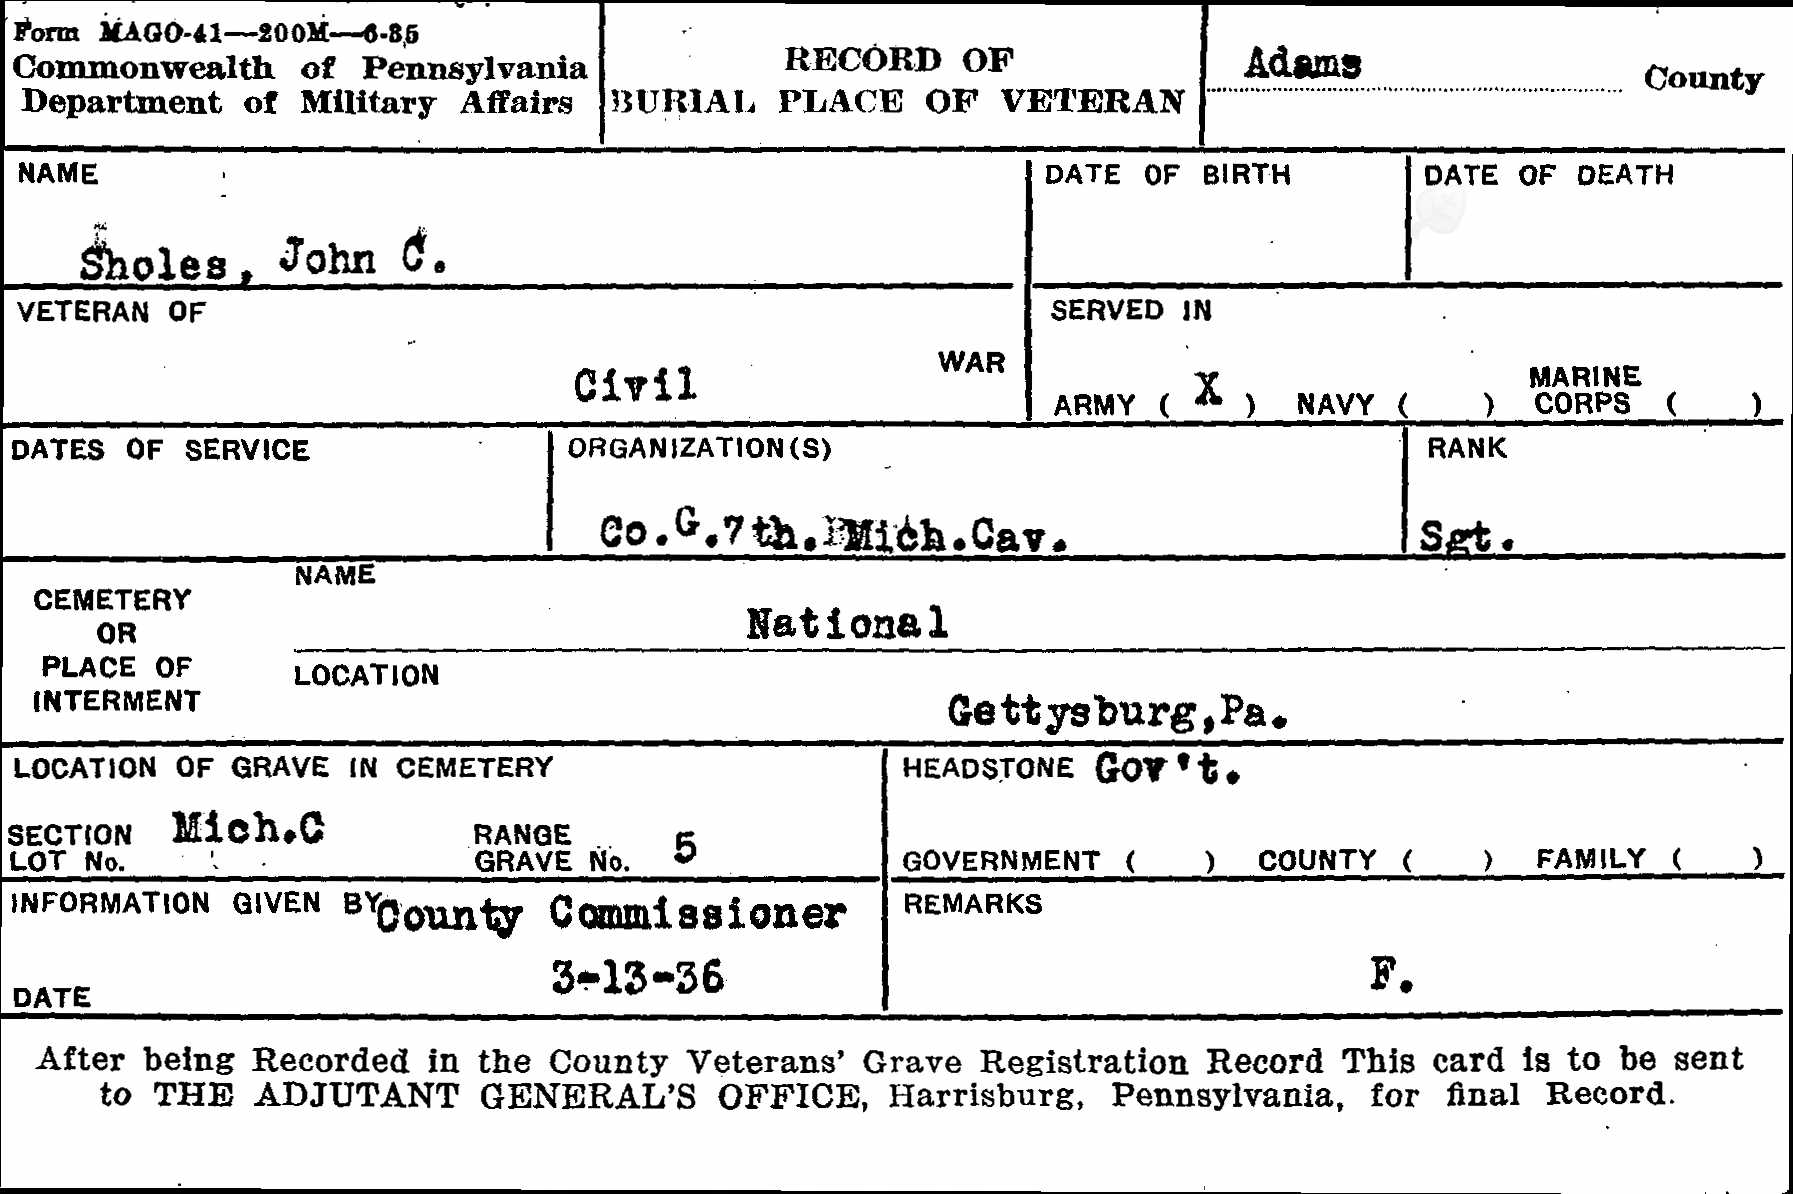 Form MAGO-41—200M—6-35
Commonwealth of Pennsylvania
Department of Military Affairs
RECORD OF
BURIAL PLACE OF VETERAN
Adams County
NAME
Sholes, John C.
DATE OF BIRTH
DATE OF DEATH
VETERAN OF
Civil WAR
SERVED IN
ARMY ( X ) NAVY ( ) MARINE CORPS ( )
DATES OF SERVICE
ORGANIZATION(S)
Co.G.7th. Mich.Cav.
RANK
Sgt.
CEMETERY
OR
PLACE OF
INTERMENT
NAME
National
LOCATION
Gettysburg,Pa.
LOCATION OF GRAVE IN CEMETERY
SECTION Mich.C RANGE
LOT No. GRAVE No. 5
HEADSTONE Gov't.
GOVERNMENT ( ) COUNTY ( ) FAMILY ( )
INFORMATION GIVEN BY County Commissioner
3-13-36
DATE
REMARKS
F.
After being Recorded in the County Veterans' Grave Registration Record This card is to be sent
to THE ADJUTANT GENERAL'S OFFICE, Harrisburg, Pennsylvania, for final Record.